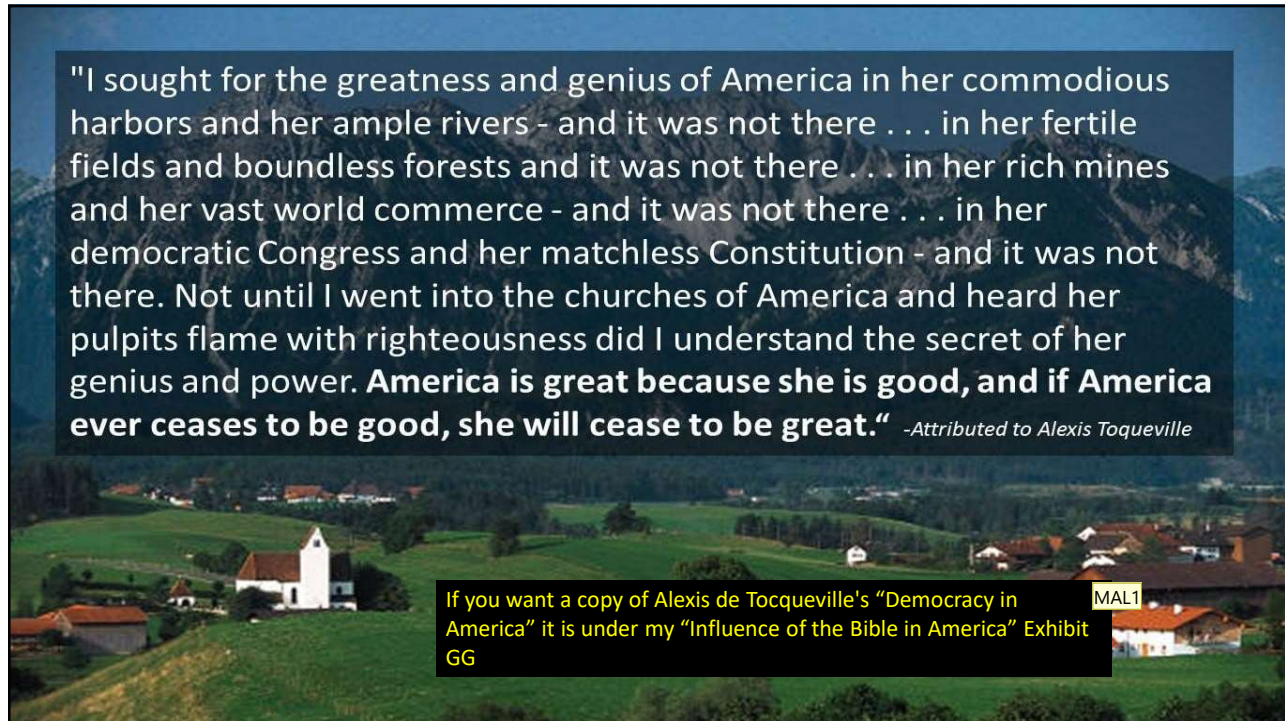 "I sought for the greatness and genius of America in her commodious
harbors and her ample rivers - and it was not there . . . in her fertile
fields and boundless forests and it was not there . . . in her rich mines
and her vast world commerce - and it was not there . . . in her
democratic Congress and her matchless Constitution - and it was not
there. Not until I went into the churches of America and heard her
pulpits flame with righteousness did I understand the secret of her
genius and power. America is great because she is good, and if America
ever ceases to be good, she will cease to be great.“ -Attributed to Alexis Toqueville
If you want a copy of Alexis de Tocqueville's “Democracy in
America” it is under my “Influence of the Bible in America” Exhibit
GG
MAL1